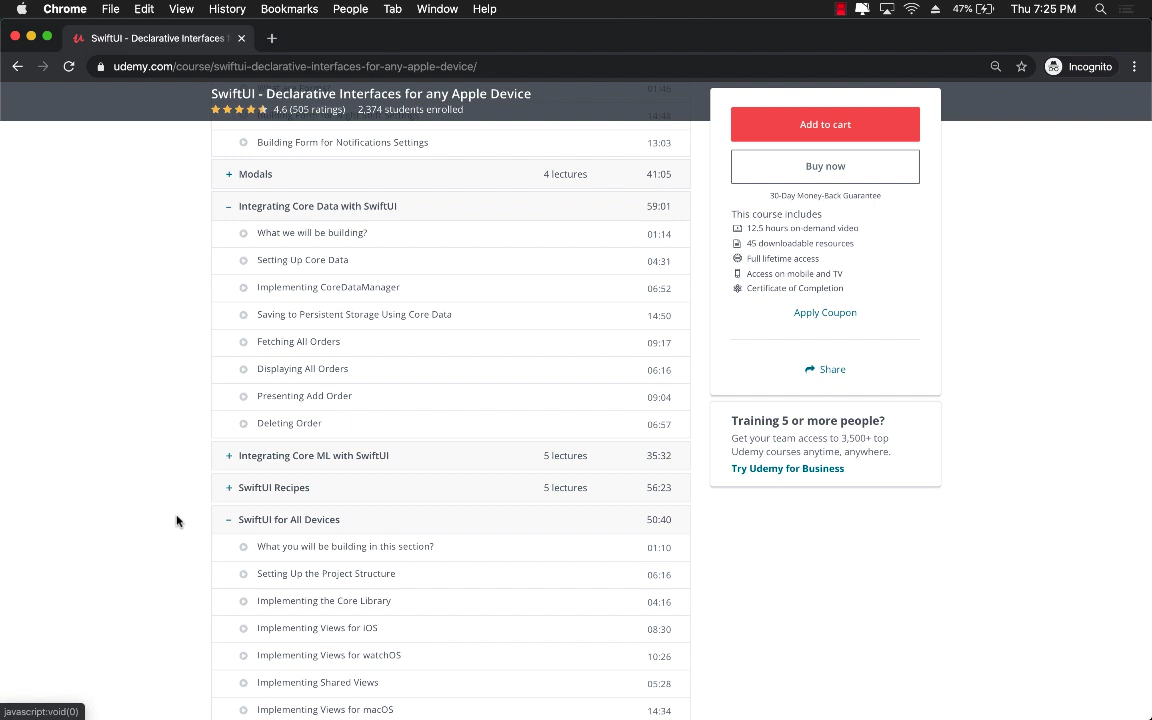 Chrome File Edit View History Bookmarks People Tab Window Help 47% Thu 7:25 PM
SwiftUI - Declarative Interfaces f
udemy.com/course/swiftui-declarative-interfaces-for-any-apple-device/ Incognito
SwiftUI - Declarative Interfaces for any Apple Device
4.6 (505 ratings) 2,374 students enrolled
01:46
14:48
Building Form for Notifications Settings 13:03
+ Modals 4 lectures 41:05
– Integrating Core Data with SwiftUI 59:01
What we will be building? 01:14
Setting Up Core Data 04:31
Implementing CoreDataManager 06:52
Saving to Persistent Storage Using Core Data 14:50
Fetching All Orders 09:17
Displaying All Orders 06:16
Presenting Add Order 09:04
Deleting Order 06:57
+ Integrating Core ML with SwiftUI 5 lectures 35:32
+ SwiftUI Recipes 5 lectures 56:23
– SwiftUI for All Devices 50:40
What you will be building in this section? 01:10
Setting Up the Project Structure 06:16
Implementing the Core Library 04:16
Implementing Views for iOS 08:30
Implementing Views for watchOS 10:26
Implementing Shared Views 05:28
Implementing Views for macOS 14:34
Add to cart
Buy now
30-Day Money-Back Guarantee
This course includes
12.5 hours on-demand video
45 downloadable resources
Full lifetime access
Access on mobile and TV
Certificate of Completion
Apply Coupon
Share
Training 5 or more people?
Get your team access to 3,500+ top
Udemy courses anytime, anywhere.
Try Udemy for Business
javascript:void(0)